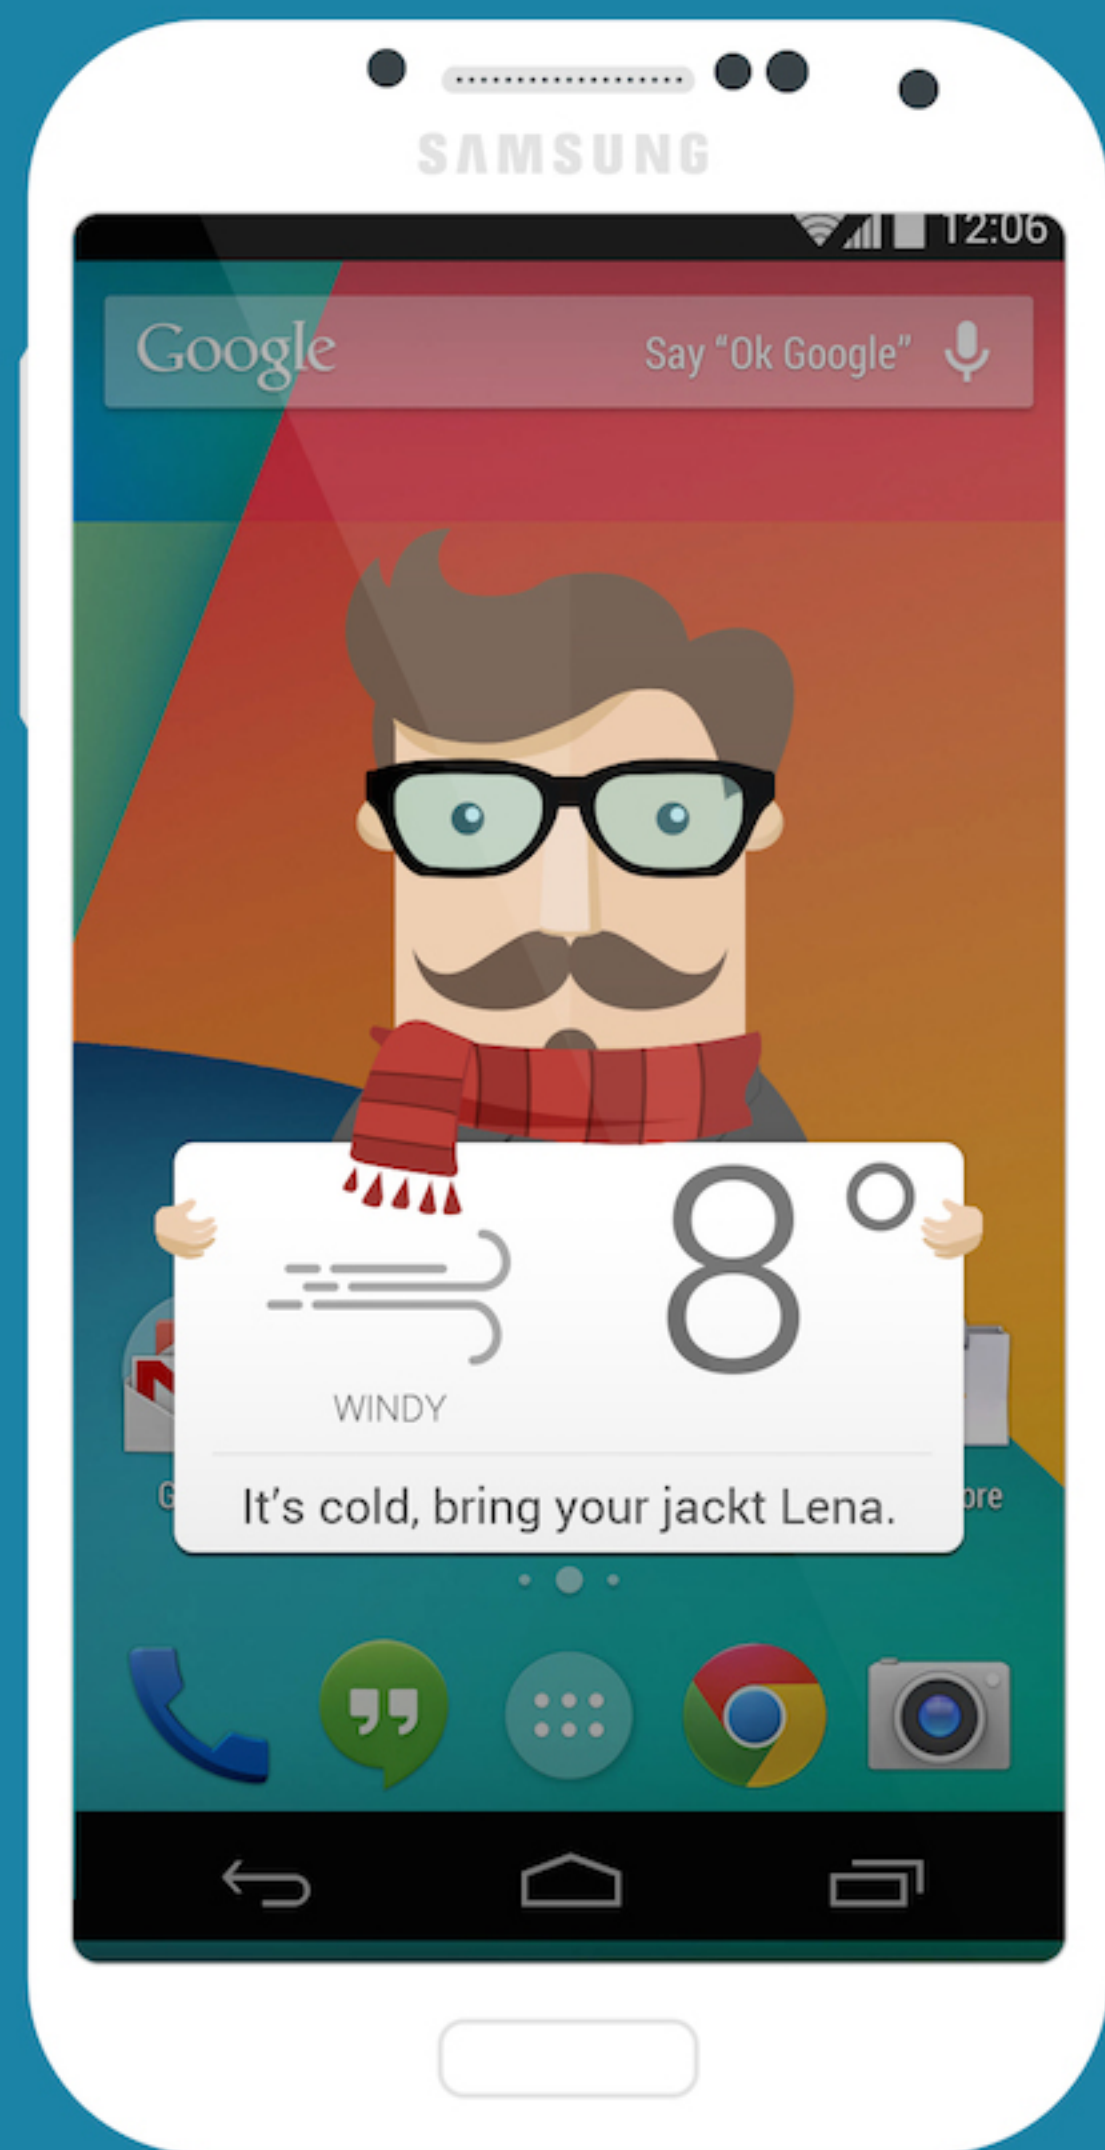 SAMSUNG
12:06
Google
Say “Ok Google”
8°
WINDY
It’s cold, bring your jackt Lena.